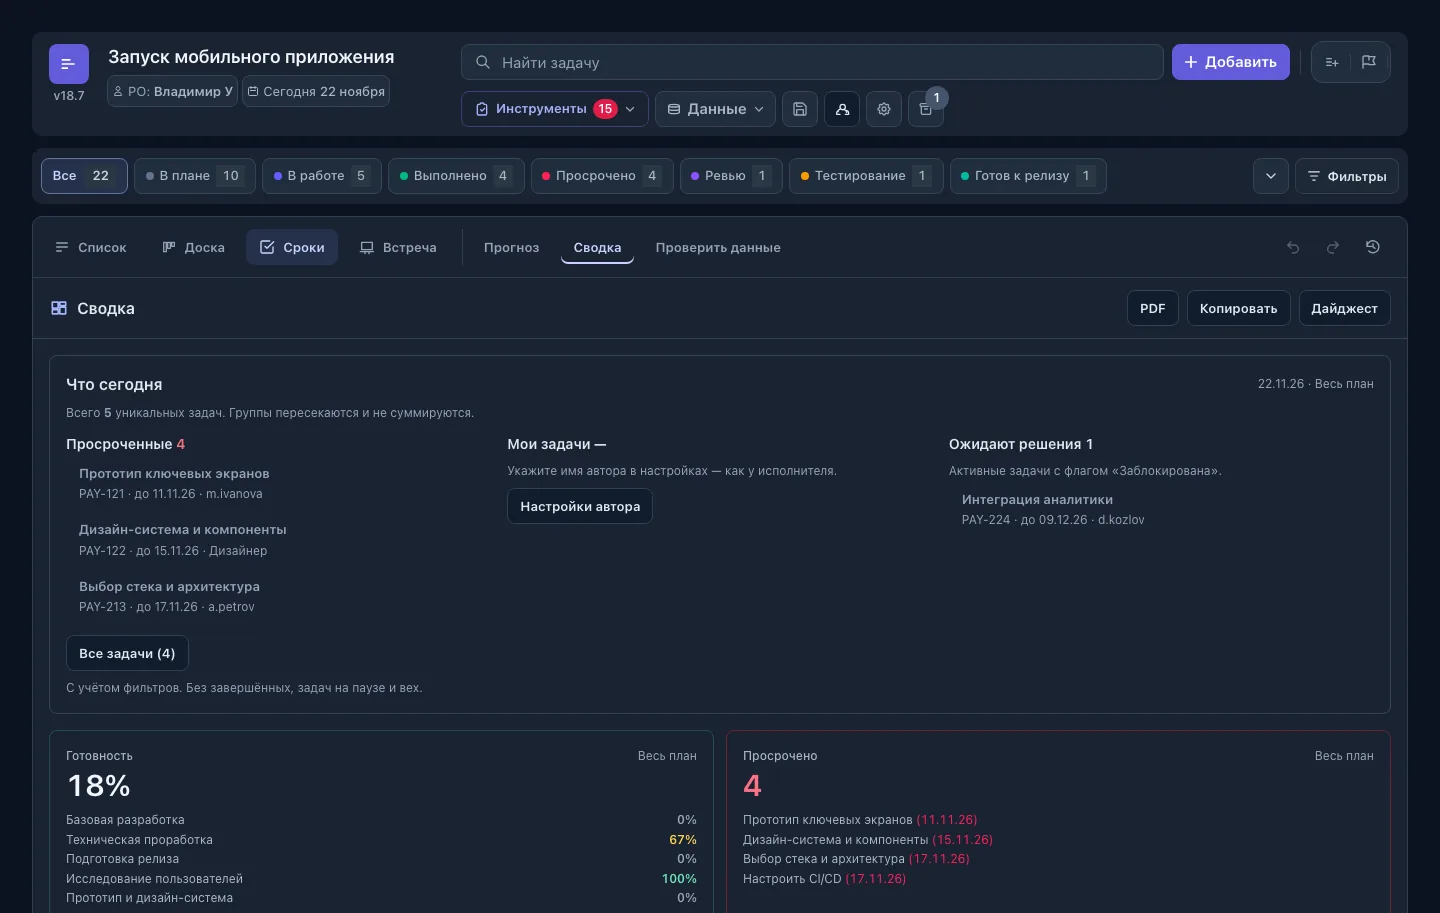 Запуск мобильного приложения
v18.7
PO: Владимир У
Сегодня 22 ноября
Найти задачу
Добавить
Инструменты 15
Данные
1
Все 22
В плане 10
В работе 5
Выполнено 4
Просрочено 4
Ревью 1
Тестирование 1
Готов к релизу 1
Фильтры
Список
Доска
Сроки
Встреча
Прогноз
Сводка
Проверить данные
Сводка
PDF
Копировать
Дайджест
Что сегодня
22.11.26 · Весь план
Всего 5 уникальных задач. Группы пересекаются и не суммируются.
Просроченные 4
Прототип ключевых экранов
PAY-121 · до 11.11.26 · m.ivanova
Дизайн-система и компоненты
PAY-122 · до 15.11.26 · Дизайнер
Выбор стека и архитектура
PAY-213 · до 17.11.26 · a.petrov
Все задачи (4)
С учётом фильтров. Без завершённых, задач на паузе и вех.
Мои задачи —
Укажите имя автора в настройках — как у исполнителя.
Настройки автора
Ожидают решения 1
Активные задачи с флагом «Заблокирована».
Интеграция аналитики
PAY-224 · до 09.12.26 · d.kozlov
Готовность
Весь план
18%
Базовая разработка 0%
Техническая проработка 67%
Подготовка релиза 0%
Исследование пользователей 100%
Прототип и дизайн-система 0%
Просрочено
Весь план
4
Прототип ключевых экранов (11.11.26)
Дизайн-система и компоненты (15.11.26)
Выбор стека и архитектура (17.11.26)
Настроить CI/CD (17.11.26)